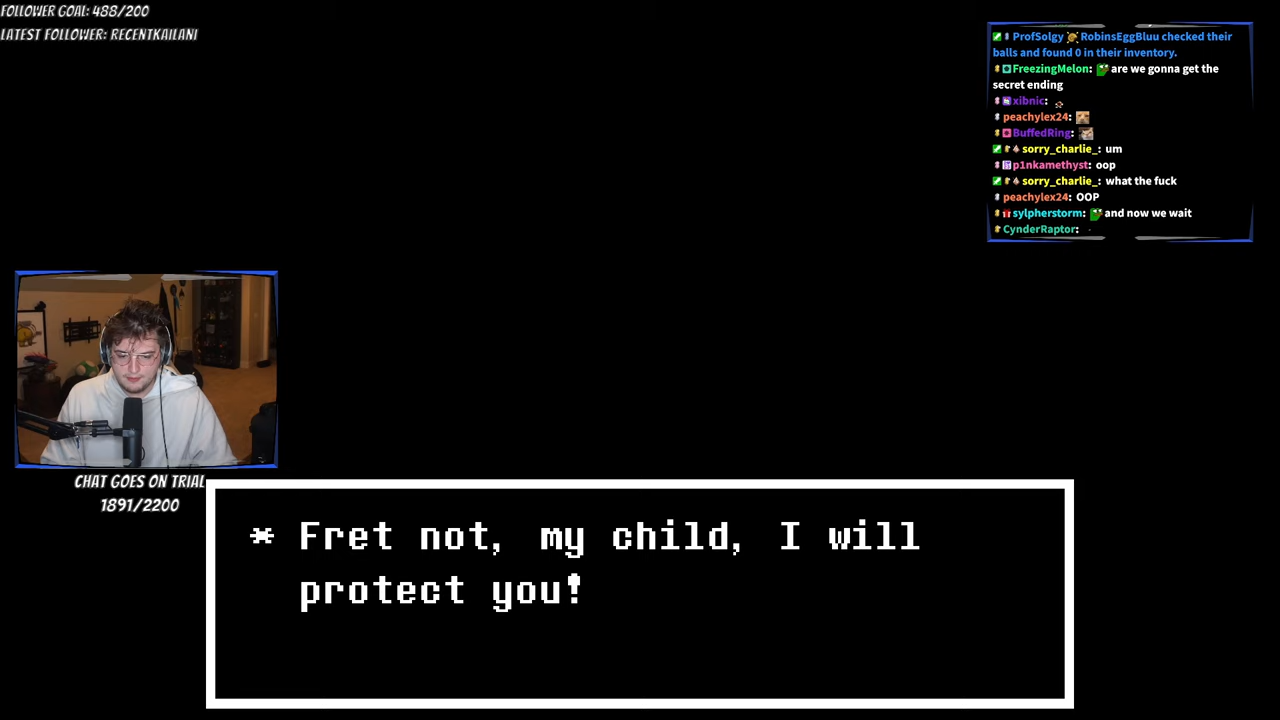 FOLLOWER GOAL: 488/200
LATEST FOLLOWER: RECENTKAILANI
ProfSolgy RobinsEggBluu checked their
balls and found 0 in their inventory.
FreezingMelon: are we gonna get the
secret ending
xibnic:
peachylex24:
BuffedRing:
sorry_charlie_: um
p1nkamethyst: oop
sorry_charlie_: what the fuck
peachylex24: OOP
sylpherstorm: and now we wait
CynderRaptor:
CHAT GOES ON TRIAL
1891/2200
* Fret not, my child, I will
protect you!